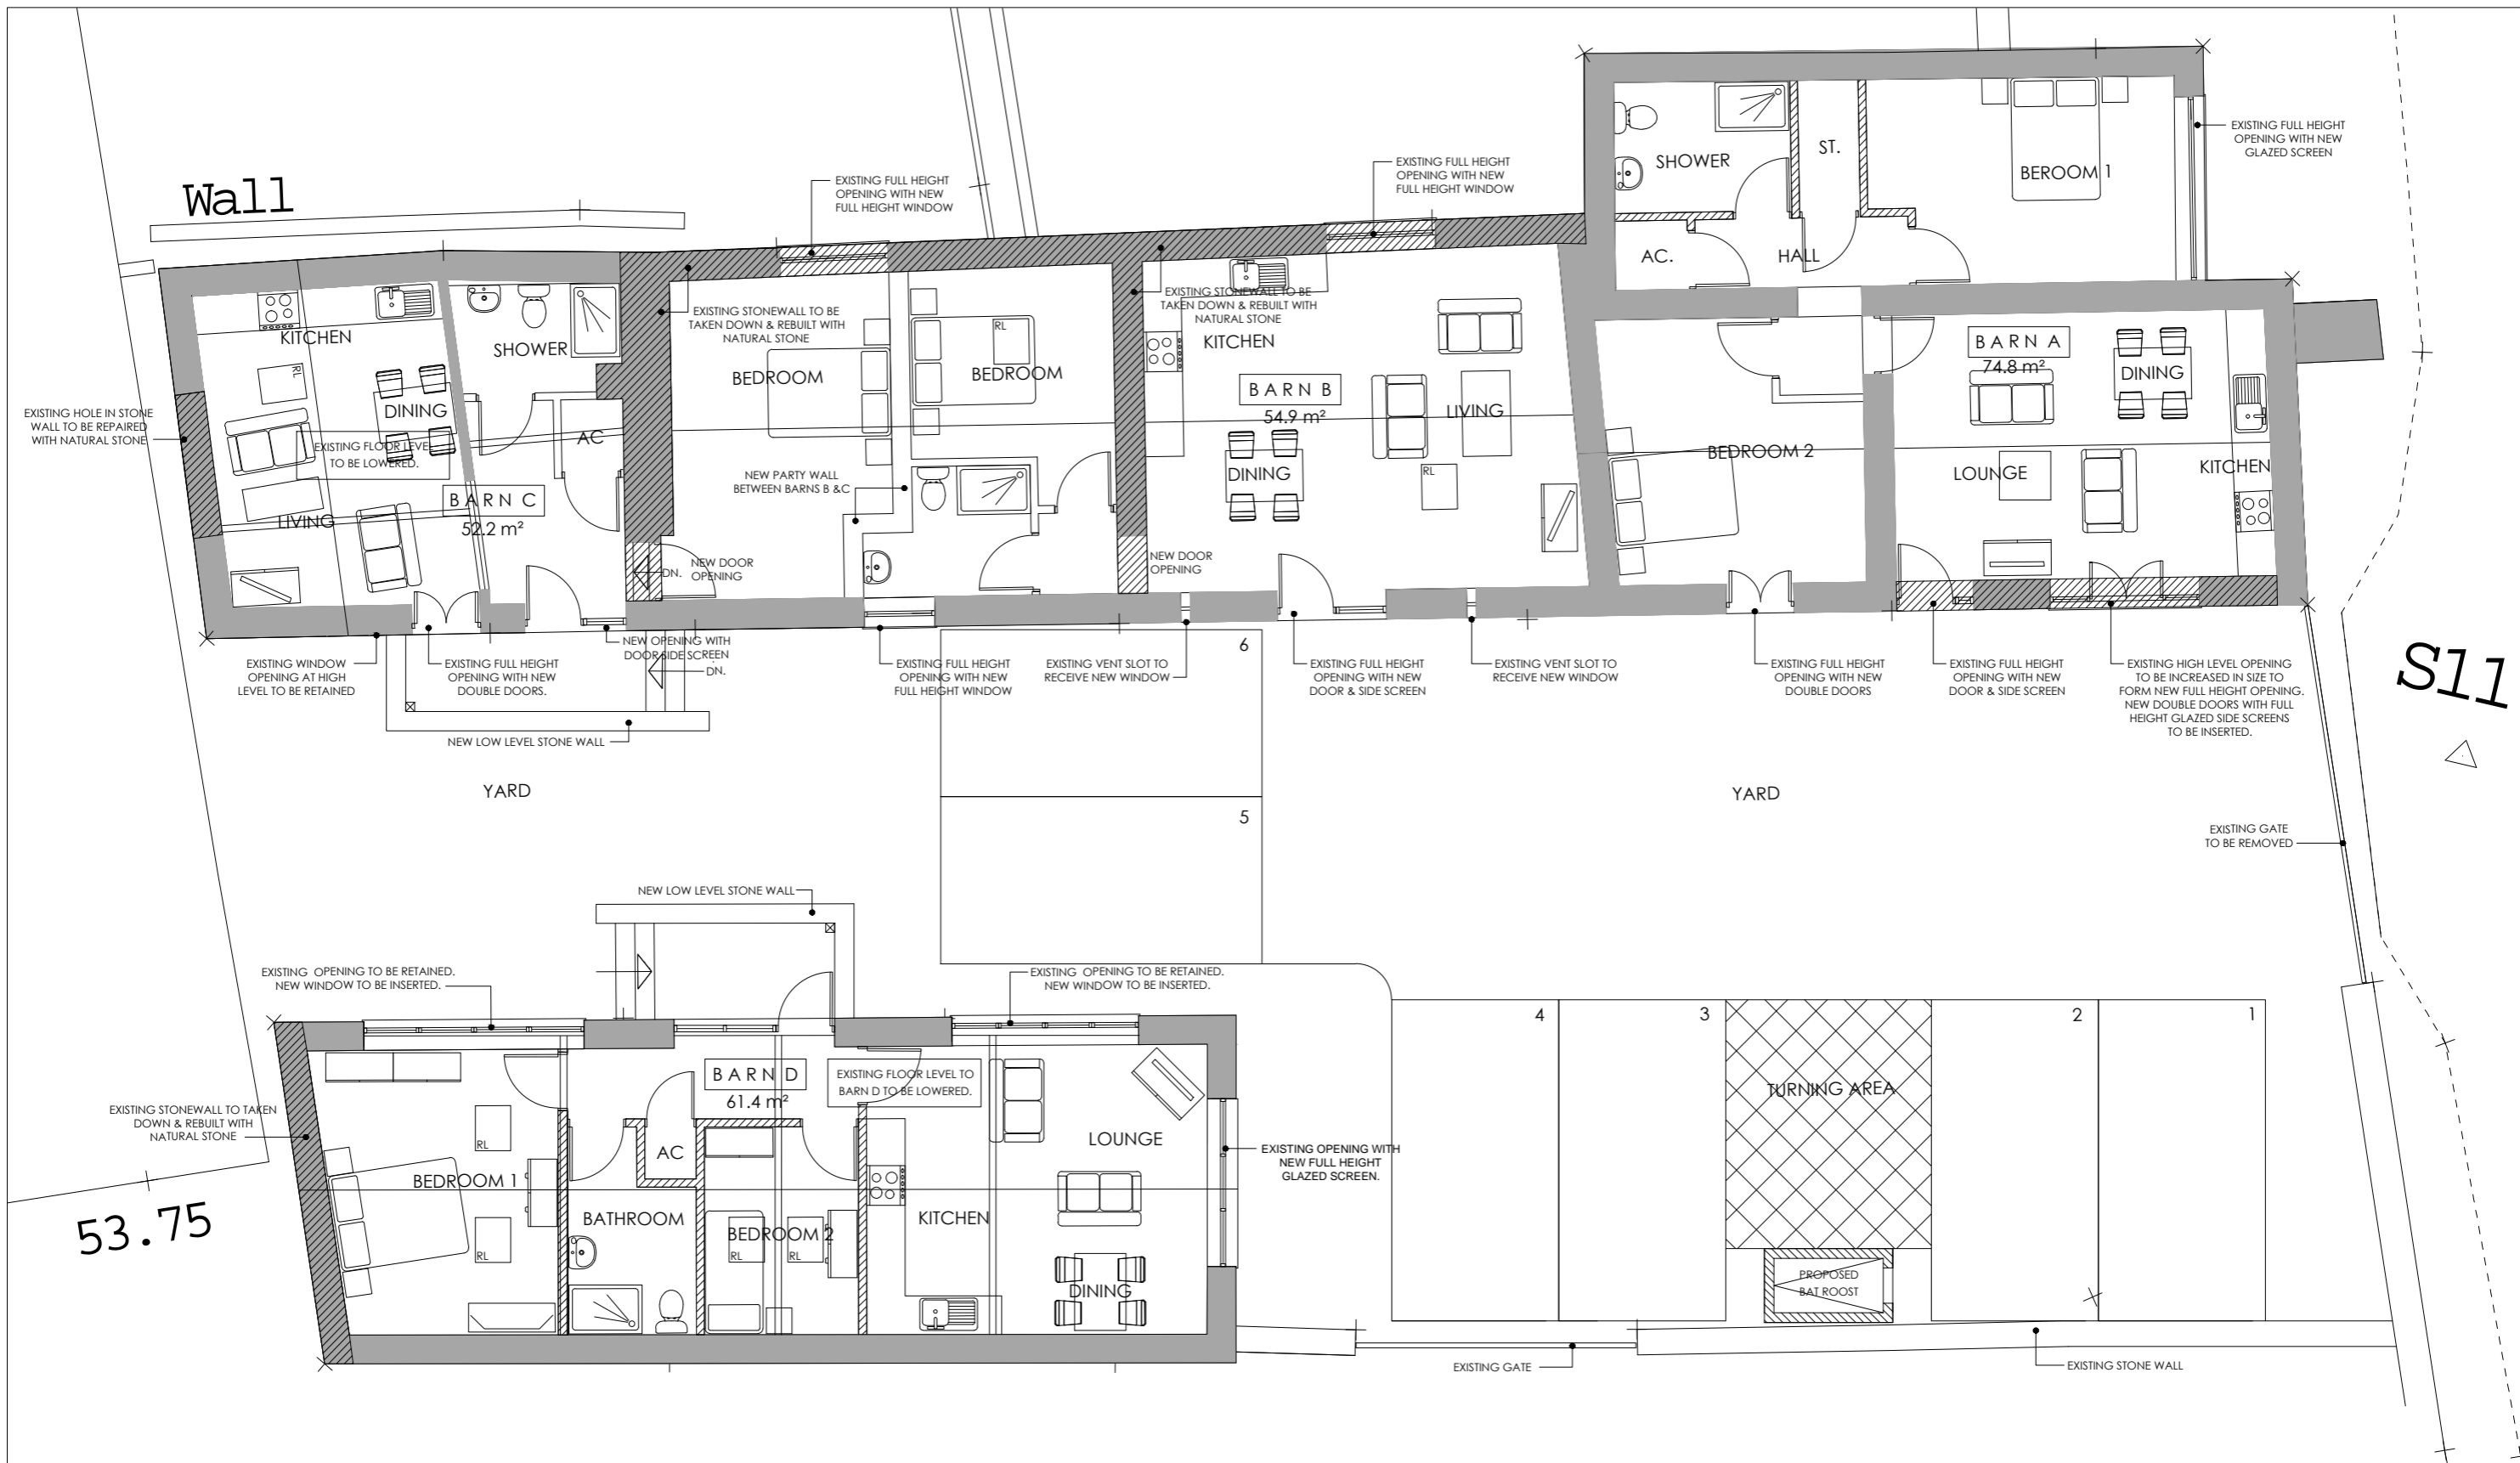 Wall
EXISTING FULL HEIGHT
OPENING WITH NEW
FULL HEIGHT WINDOW
EXISTING FULL HEIGHT
OPENING WITH NEW
FULL HEIGHT WINDOW
SHOWER
ST.
BEROOM 1
EXISTING FULL HEIGHT
OPENING WITH NEW
GLAZED SCREEN
AC.
HALL
EXISTING HOLE IN STONE
WALL TO BE REPAIRED
WITH NATURAL STONE
KITCHEN
RL
DINING
EXISTING FLOOR LEVEL
TO BE LOWERED.
LIVING
SHOWER
AC
BARN C
52.2 m²
EXISTING STONEWALL TO BE
TAKEN DOWN & REBUILT WITH
NATURAL STONE
BEDROOM
RL
BEDROOM
NEW PARTY WALL
BETWEEN BARNS B &C
DN.
NEW DOOR
OPENING
EXISTING STONEWALL TO BE
TAKEN DOWN & REBUILT WITH
NATURAL STONE
KITCHEN
BARN B
54.9 m²
LIVING
DINING
RL
NEW DOOR
OPENING
BEDROOM 2
BARN A
74.8 m²
DINING
LOUNGE
KITCHEN
EXISTING WINDOW
OPENING AT HIGH
LEVEL TO BE RETAINED
EXISTING FULL HEIGHT
OPENING WITH NEW
DOUBLE DOORS.
NEW OPENING WITH
DOOR SIDE SCREEN
DN.
EXISTING FULL HEIGHT
OPENING WITH NEW
FULL HEIGHT WINDOW
EXISTING VENT SLOT TO
RECEIVE NEW WINDOW
6
EXISTING FULL HEIGHT
OPENING WITH NEW
DOOR & SIDE SCREEN
EXISTING VENT SLOT TO
RECEIVE NEW WINDOW
EXISTING FULL HEIGHT
OPENING WITH NEW
DOUBLE DOORS
EXISTING FULL HEIGHT
OPENING WITH NEW
DOOR & SIDE SCREEN
EXISTING HIGH LEVEL OPENING
TO BE INCREASED IN SIZE TO
FORM NEW FULL HEIGHT OPENING.
NEW DOUBLE DOORS WITH FULL
HEIGHT GLAZED SIDE SCREENS
TO BE INSERTED.
Sll
NEW LOW LEVEL STONE WALL
YARD
5
YARD
EXISTING GATE
TO BE REMOVED
NEW LOW LEVEL STONE WALL
EXISTING OPENING TO BE RETAINED.
NEW WINDOW TO BE INSERTED.
EXISTING OPENING TO BE RETAINED.
NEW WINDOW TO BE INSERTED.
4
3
2
1
TURNING AREA
PROPOSED
BAT ROOST
BARN D
61.4 m²
EXISTING FLOOR LEVEL TO
BARN D TO BE LOWERED.
EXISTING STONEWALL TO TAKEN
DOWN & REBUILT WITH
NATURAL STONE
RL
BEDROOM 1
RL
AC
BATHROOM
BEDROOM 2
RL
RL
LOUNGE
KITCHEN
DINING
EXISTING OPENING WITH
NEW FULL HEIGHT
GLAZED SCREEN.
53.75
EXISTING GATE
EXISTING STONE WALL